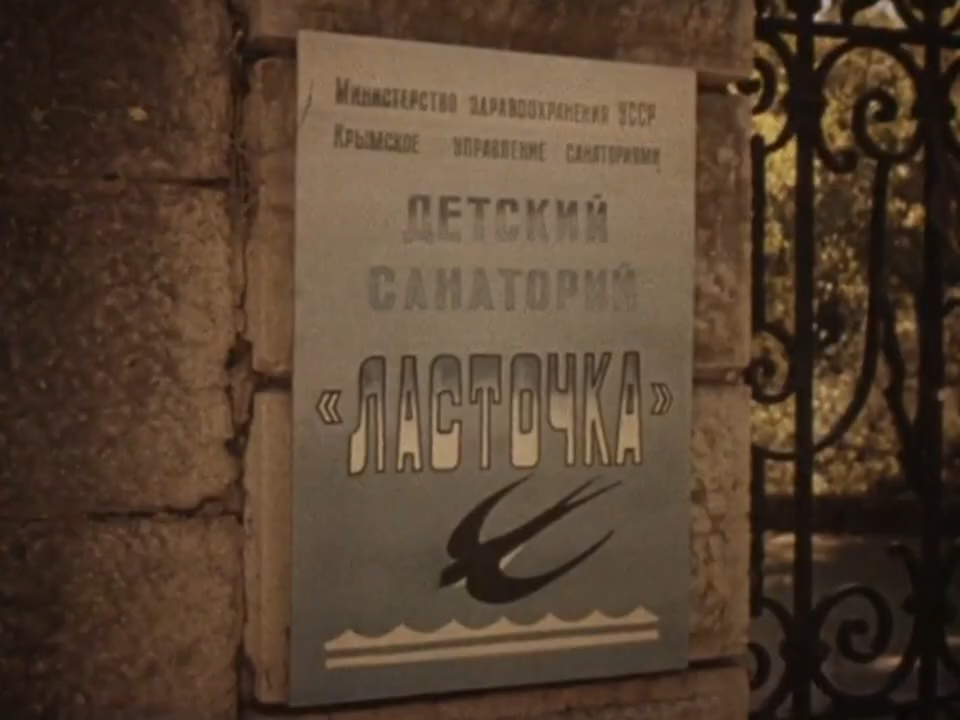 Министерство здравоохранения УССР
Крымское управление санаториями
ДЕТСКИЙ
САНАТОРИЙ
«ЛАСТОЧКА»